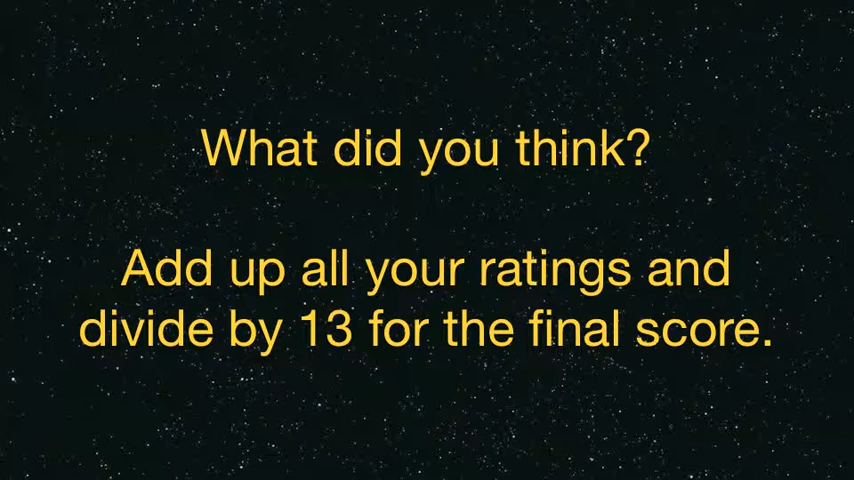 What did you think?
Add up all your ratings and
divide by 13 for the final score.